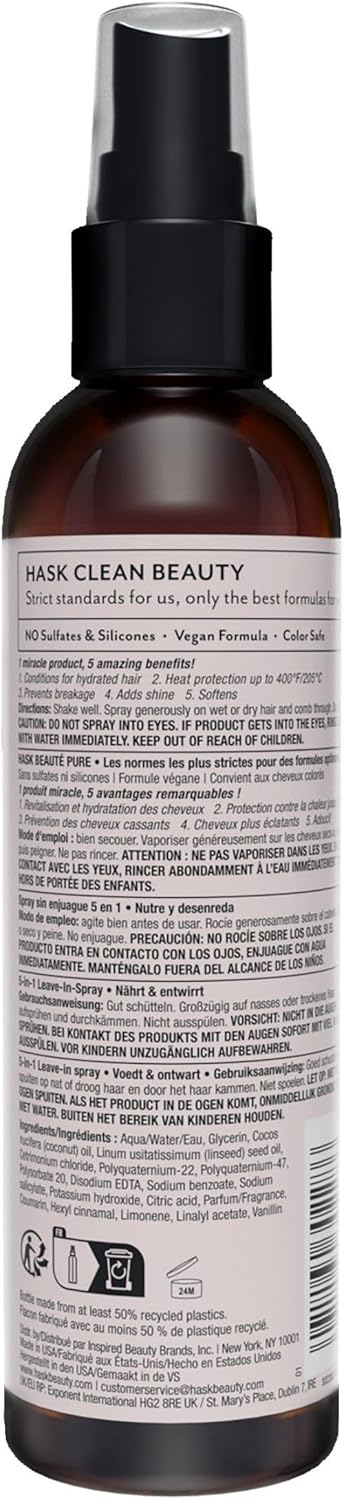 HASK CLEAN BEAUTY
Strict standards for us, only the best formulas for
NO Sulfates & Silicones • Vegan Formula • Color Safe
1 miracle product, 5 amazing benefits!
1. Conditions for hydrated hair 2. Heat protection up to 400°F/205°C
3. Prevents breakage 4. Adds shine 5. Softens
Directions: Shake well. Spray generously on wet or dry hair and comb through. Do
CAUTION: DO NOT SPRAY INTO EYES. IF PRODUCT GETS INTO THE EYES, RINSE
WITH WATER IMMEDIATELY. KEEP OUT OF REACH OF CHILDREN.
HASK BEAUTÉ PURE • Les normes les plus strictes pour des formules
Sans sulfates ni silicones | Formule végane | Convient aux cheveux colorés
1 produit miracle, 5 avantages remarquables !
1. Revitalisation et hydratation des cheveux 2. Protection contre la chaleur
3. Prévention des cheveux cassants 4. Cheveux plus éclatants 5.
Mode d'emploi : bien secouer. Vaporiser généreusement sur les cheveux
puis peigner. Ne pas rincer. ATTENTION : NE PAS VAPORISER DANS LES YEUX.
CONTACT AVEC LES YEUX, RINCER ABONDAMMENT À L'EAU IMMÉDIATEMENT
HORS DE PORTÉE DES ENFANTS.
Spray sin enjuague 5 en 1 • Nutre y desenreda
Modo de empleo: agite bien antes de usar. Rocíe generosamente sobre el
o seco y peine. No enjuague. PRECAUCIÓN: NO ROCÍE SOBRE LOS OJOS. SI EL
PRODUCTO ENTRA EN CONTACTO CON LOS OJOS, ENJUAGUE CON AGUA
INMEDIATAMENTE. MANTÉNGALO FUERA DEL ALCANCE DE LOS NIÑOS.
5-in-1 Leave-In-Spray • Nährt & entwirrt
Gebrauchsanweisung: Gut schütteln. Großzügig auf nasses oder trockenes
aufsprühen und durchkämmen. Nicht ausspülen. VORSICHT: NICHT IN DIE
SPRÜHEN. BEI KONTAKT DES PRODUKTS MIT DEN AUGEN SOFORT MIT VIEL
AUSSPÜLEN. VOR KINDERN UNZUGÄNGLICH AUFBEWAHREN.
5-in-1 Leave-in spray • Voedt & ontwart • Gebruiksaanwijzing: Goed
spuiten op nat of droog haar en door het haar kammen. Niet spoelen. LET OP:
OGEN SPUITEN. ALS HET PRODUCT IN DE OGEN KOMT, ONMIDDELLIJK
MET WATER. BUITEN HET BEREIK VAN KINDEREN HOUDEN.
Ingredients/Ingrédients : Aqua/Water/Eau, Glycerin, Cocos
nucifera (coconut) oil, Linum usitatissimum (linseed) seed oil,
Cetrimonium chloride, Polyquaternium-22, Polyquaternium-47,
Polysorbate 20, Disodium EDTA, Sodium benzoate, Sodium
salicylate, Potassium hydroxide, Citric acid, Parfum/Fragrance,
Coumarin, Hexyl cinnamal, Limonene, Linalyl acetate, Vanillin
FR
24M
Bottle made from at least 50% recycled plastics.
Flacon fabriqué avec au moins 50 % de plastique recyclé.
Distr. by/Distribué par Inspired Beauty Brands, Inc. | New York, NY 10001
Made in USA/Fabriqué aux États-Unis/Hecho en Estados Unidos
Hergestellt in den USA/Gemaakt in de VS
haskbeauty.com | customerservice@haskbeauty.com
UK/EU RP: Exponent International HG2 8RE UK / St. Mary's Place, Dublin 7, IRE
01